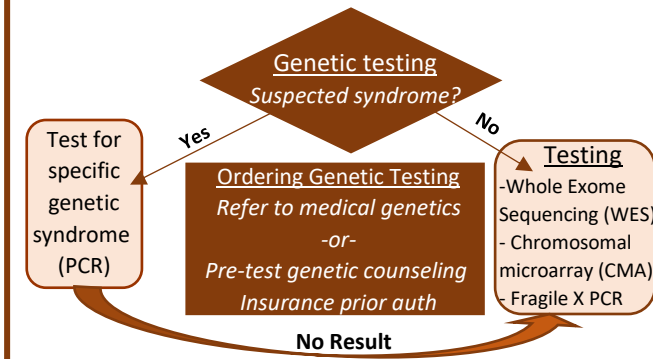 Genetic testing
Suspected syndrome?
Yes
No
Test for
specific
genetic
syndrome
(PCR)
Ordering Genetic Testing
Refer to medical genetics
-or-
Pre-test genetic counseling
Insurance prior auth
Testing
-Whole Exome
Sequencing (WES)
- Chromosomal
microarray (CMA)
- Fragile X PCR
No Result